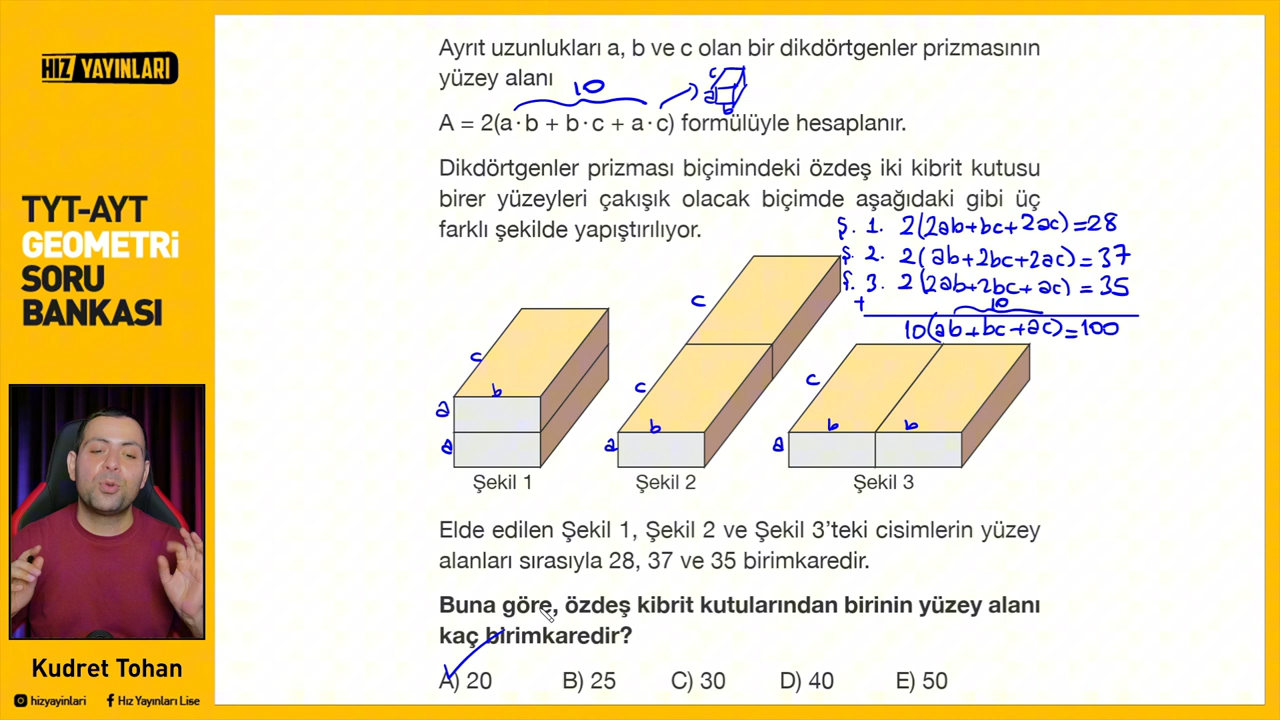 HIZ YAYINLARI
TYT-AYT
GEOMETRİ
SORU
BANKASI
Kudret Tohan
hizyayinlari
Hız Yayınları Lise
Ayrıt uzunlukları a, b ve c olan bir dikdörtgenler prizmasının
yüzey alanı
10
c
a
b
A = 2(a·b + b·c + a·c) formülüyle hesaplanır.
Dikdörtgenler prizması biçimindeki özdeş iki kibrit kutusu
birer yüzeyleri çakışık olacak biçimde aşağıdaki gibi üç
farklı şekilde yapıştırılıyor.
Ş. 1. 2(2ab+bc+2ac)=28
Ş. 2. 2(ab+2bc+2ac)=37
Ş. 3. 2(2ab+2bc+ac)=35
+
10
10(ab+bc+ac)=100
c
b
a
a
Şekil 1
c
c
b
a
Şekil 2
c
b
b
a
Şekil 3
Elde edilen Şekil 1, Şekil 2 ve Şekil 3'teki cisimlerin yüzey
alanları sırasıyla 28, 37 ve 35 birimkaredir.
Buna göre, özdeş kibrit kutularından birinin yüzey alanı
kaç birimkaredir?
A) 20 B) 25 C) 30 D) 40 E) 50